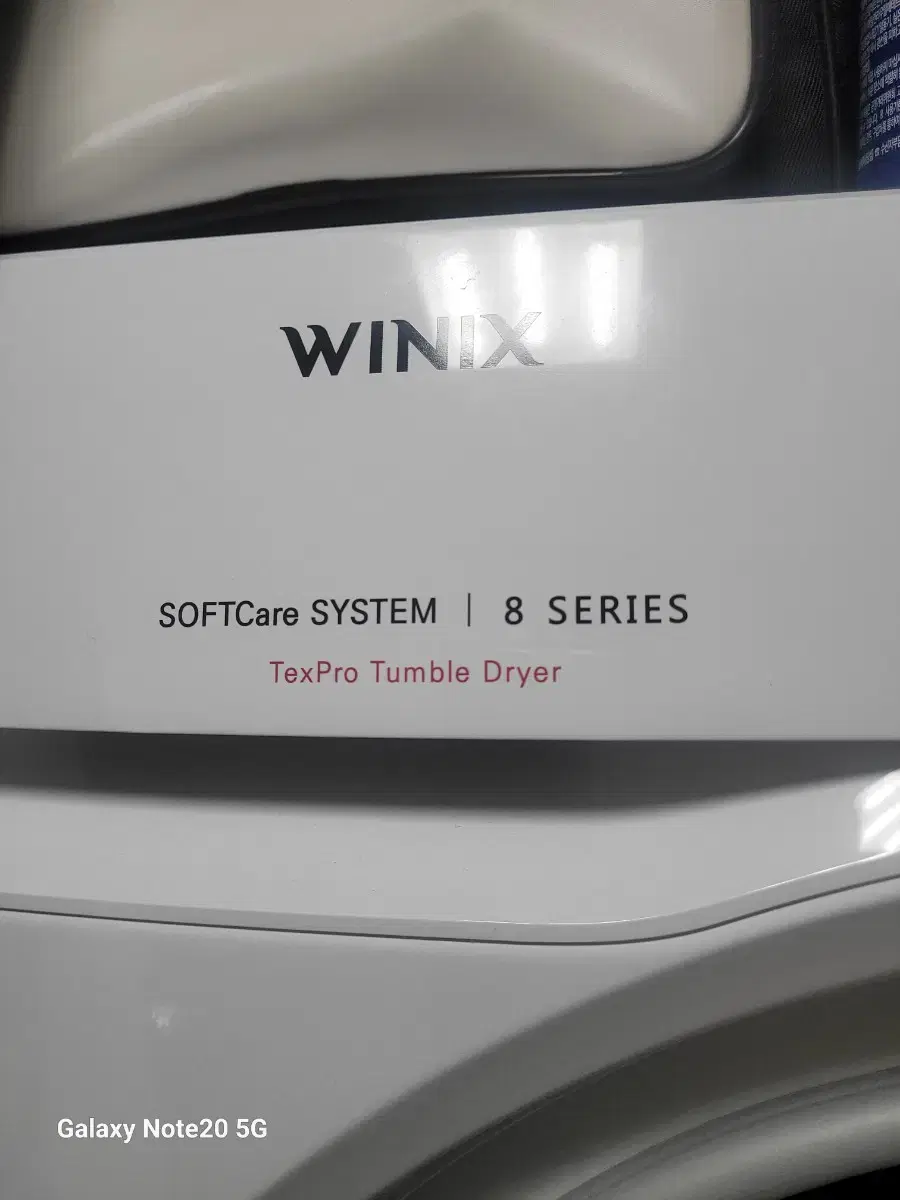 WINIX
SOFTCare SYSTEM | 8 SERIES
TexPro Tumble Dryer
Galaxy Note20 5G